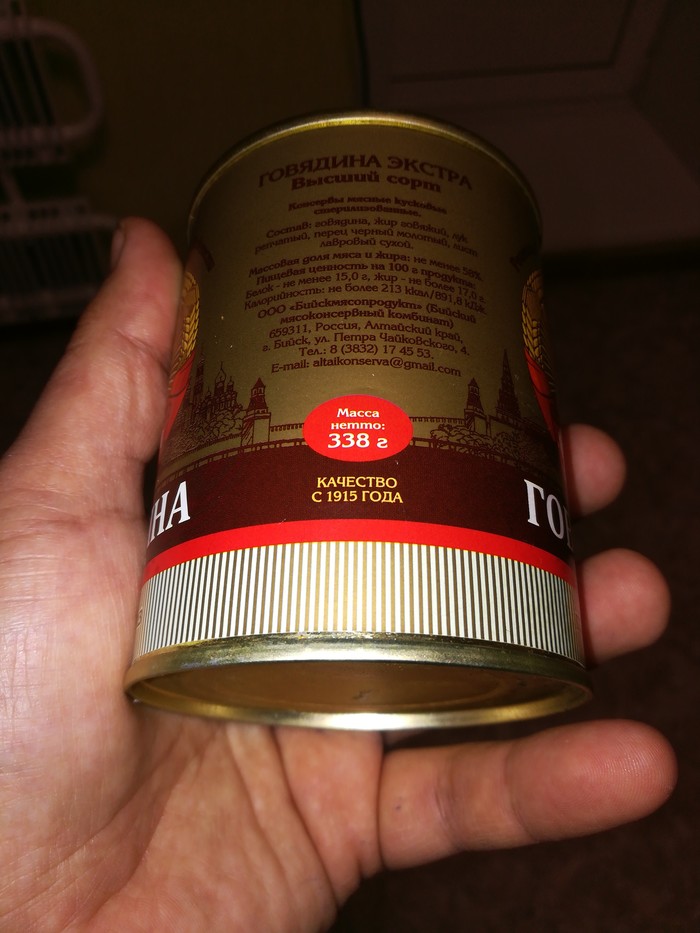 ГОВЯДИНА ЭКСТРА
Высший сорт
Консервы мясные кусковые
стерилизованные.
Состав: говядина, жир говяжий, лук
репчатый, перец черный молотый,
лавровый сухой.
Массовая доля мяса и жира: не менее 58%.
Пищевая ценность на 100 г продукта:
Белок - не менее 15,0 г, жир - не более 17,0 г.
Калорийность: не более 213 ккал/891,8 кДж.
ООО «Бийскмясопродукт» (Бийский
мясоконсервный комбинат)
659311, Россия, Алтайский край,
г. Бийск, ул. Петра Чайковского, 4.
Тел.: 8 (3832) 17 45 53.
E-mail: altaikonserva@gmail.com
Масса
нетто:
338 г
КАЧЕСТВО
С 1915 ГОДА
ИНА
ГОВ